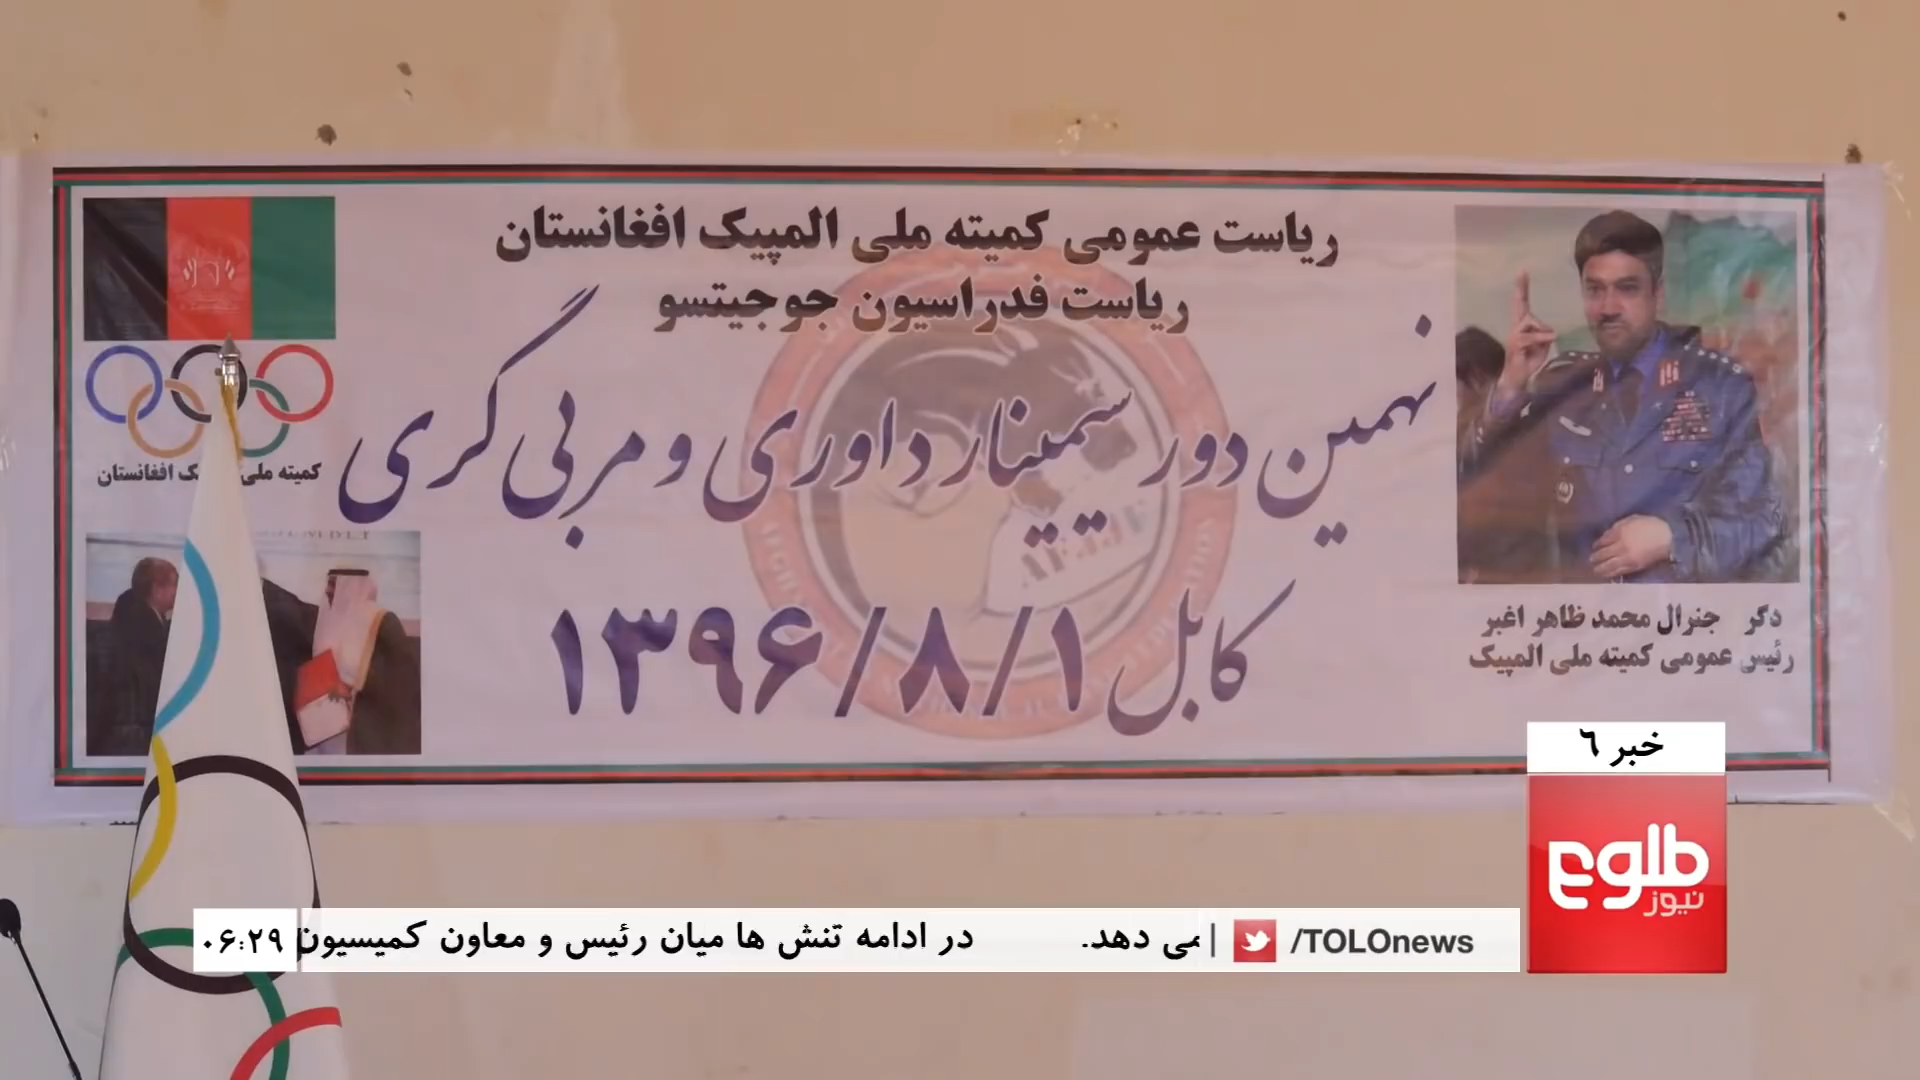 ریاست عمومی کمیته ملی المپیک افغانستان
ریاست فدراسیون جوجیتسو
نهمین دور سیمینار داوری و مربی گری
کابل ۱۳۹۶/۸/۱
کمیته ملی افغانستان
دگر جنرال محمد ظاهر اغبر
رئیس عمومی کمیته ملی المپیک
خبر ٦
طلوع
نیوز
/TOLOnews
می دهد.
در ادامه تنش ها میان رئیس و معاون کمیسیون
۰۶:۲۹